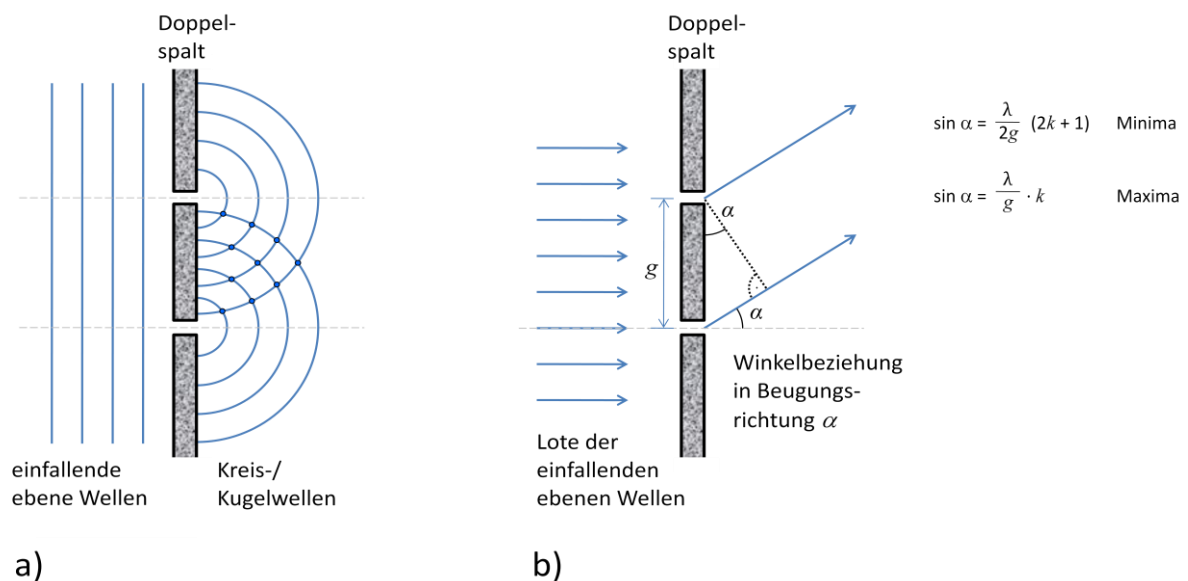 Doppel-
spalt
einfallende
ebene Wellen
Kreis-/
Kugelwellen
a)
Doppel-
spalt
g
α
α
Winkelbeziehung
in Beugungs-
richtung α
Lote der
einfallenden
ebenen Wellen
b)
sin α = λ/2g (2k + 1) Minima
sin α = λ/g · k Maxima